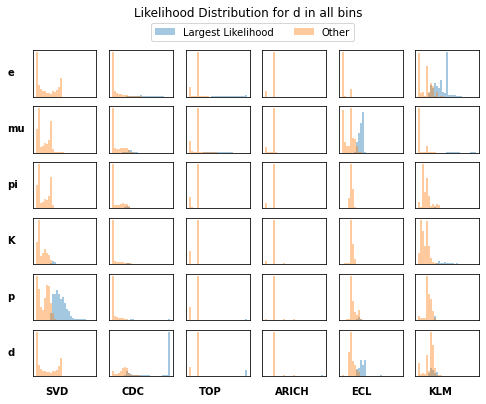 Likelihood Distribution for d in all bins
Largest Likelihood Other
e
mu
pi
K
p
d
SVD CDC TOP ARICH ECL KLM